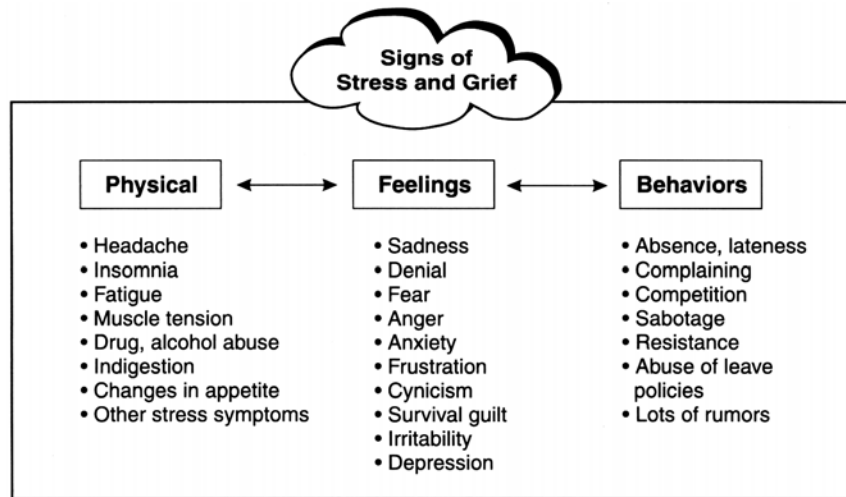 Signs of
Stress and Grief
Physical
• Headache
• Insomnia
• Fatigue
• Muscle tension
• Drug, alcohol abuse
• Indigestion
• Changes in appetite
• Other stress symptoms
Feelings
• Sadness
• Denial
• Fear
• Anger
• Anxiety
• Frustration
• Cynicism
• Survival guilt
• Irritability
• Depression
Behaviors
• Absence, lateness
• Complaining
• Competition
• Sabotage
• Resistance
• Abuse of leave
policies
• Lots of rumors